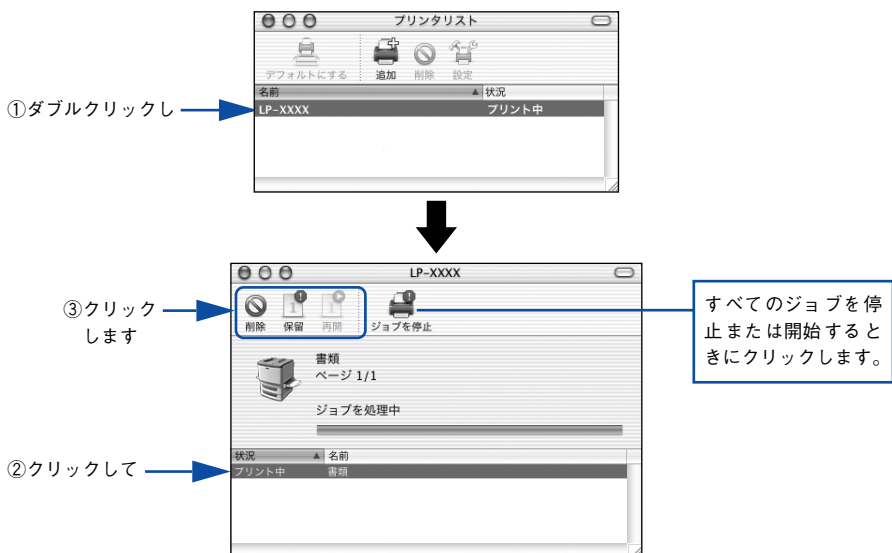 プリンタリスト
デフォルトにする 追加 削除 設定
名前 状況
①ダブルクリックし
LP-XXXX プリント中
LP-XXXX
③クリック
します
削除 保留 再開 ジョブを停止
すべてのジョブを停
止または開始すると
きにクリックします。
書類
ページ 1/1
ジョブを処理中
状況 名前
②クリックして
プリント中 書類